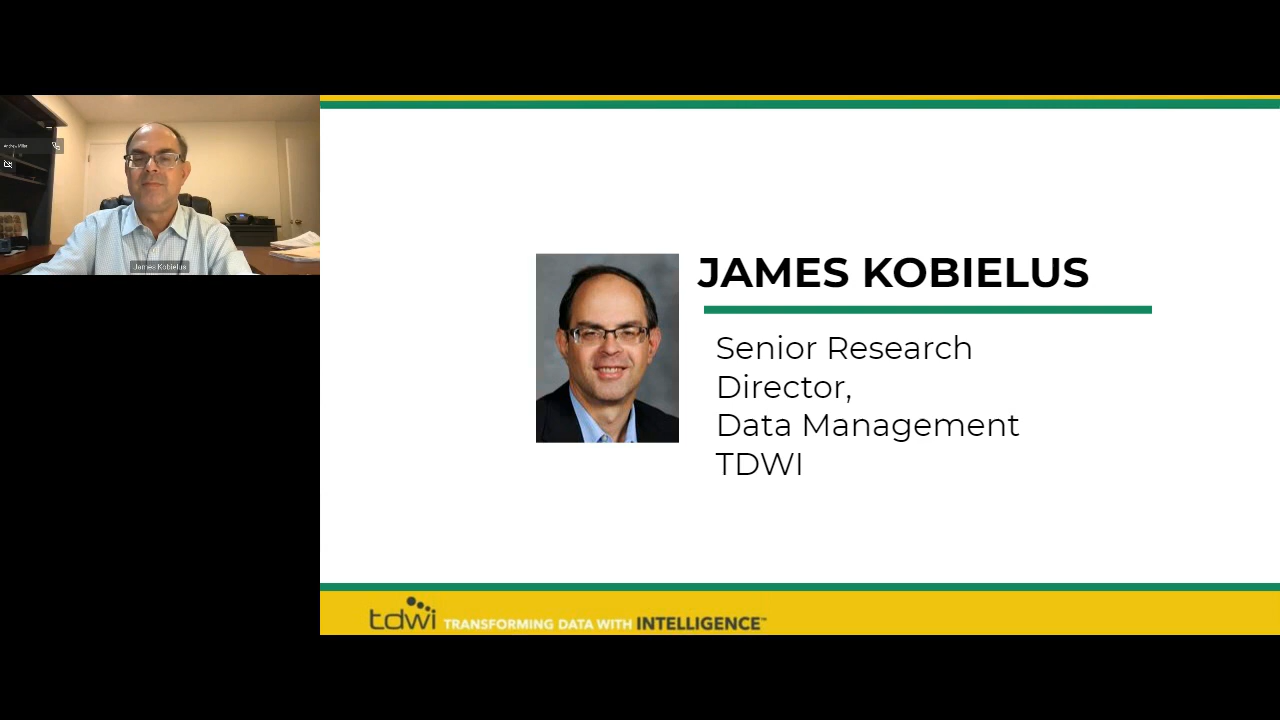 James Kobielus
JAMES KOBIELUS
Senior Research
Director,
Data Management
TDWI
tdwi TRANSFORMING DATA WITH INTELLIGENCE™